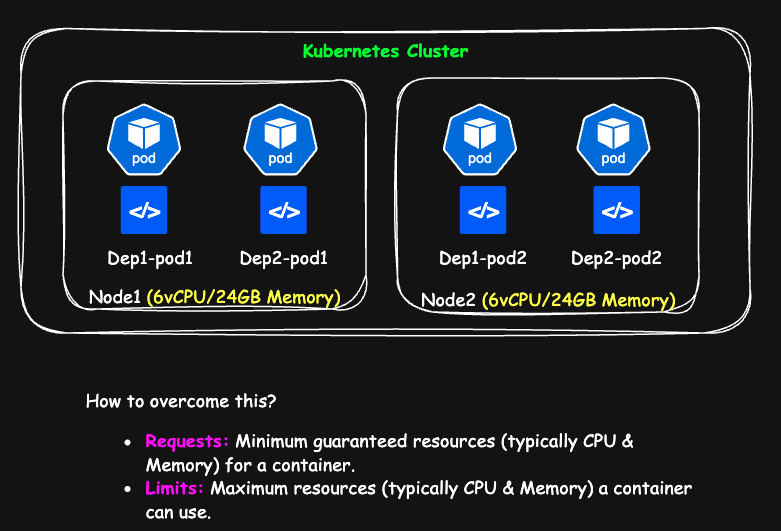 Kubernetes Cluster
pod pod pod pod
</> </> </> </>
Dep1-pod1 Dep2-pod1 Dep1-pod2 Dep2-pod2
Node1 (6vCPU/24GB Memory) Node2 (6vCPU/24GB Memory)
How to overcome this?
• Requests: Minimum guaranteed resources (typically CPU &
Memory) for a container.
• Limits: Maximum resources (typically CPU & Memory) a container
can use.